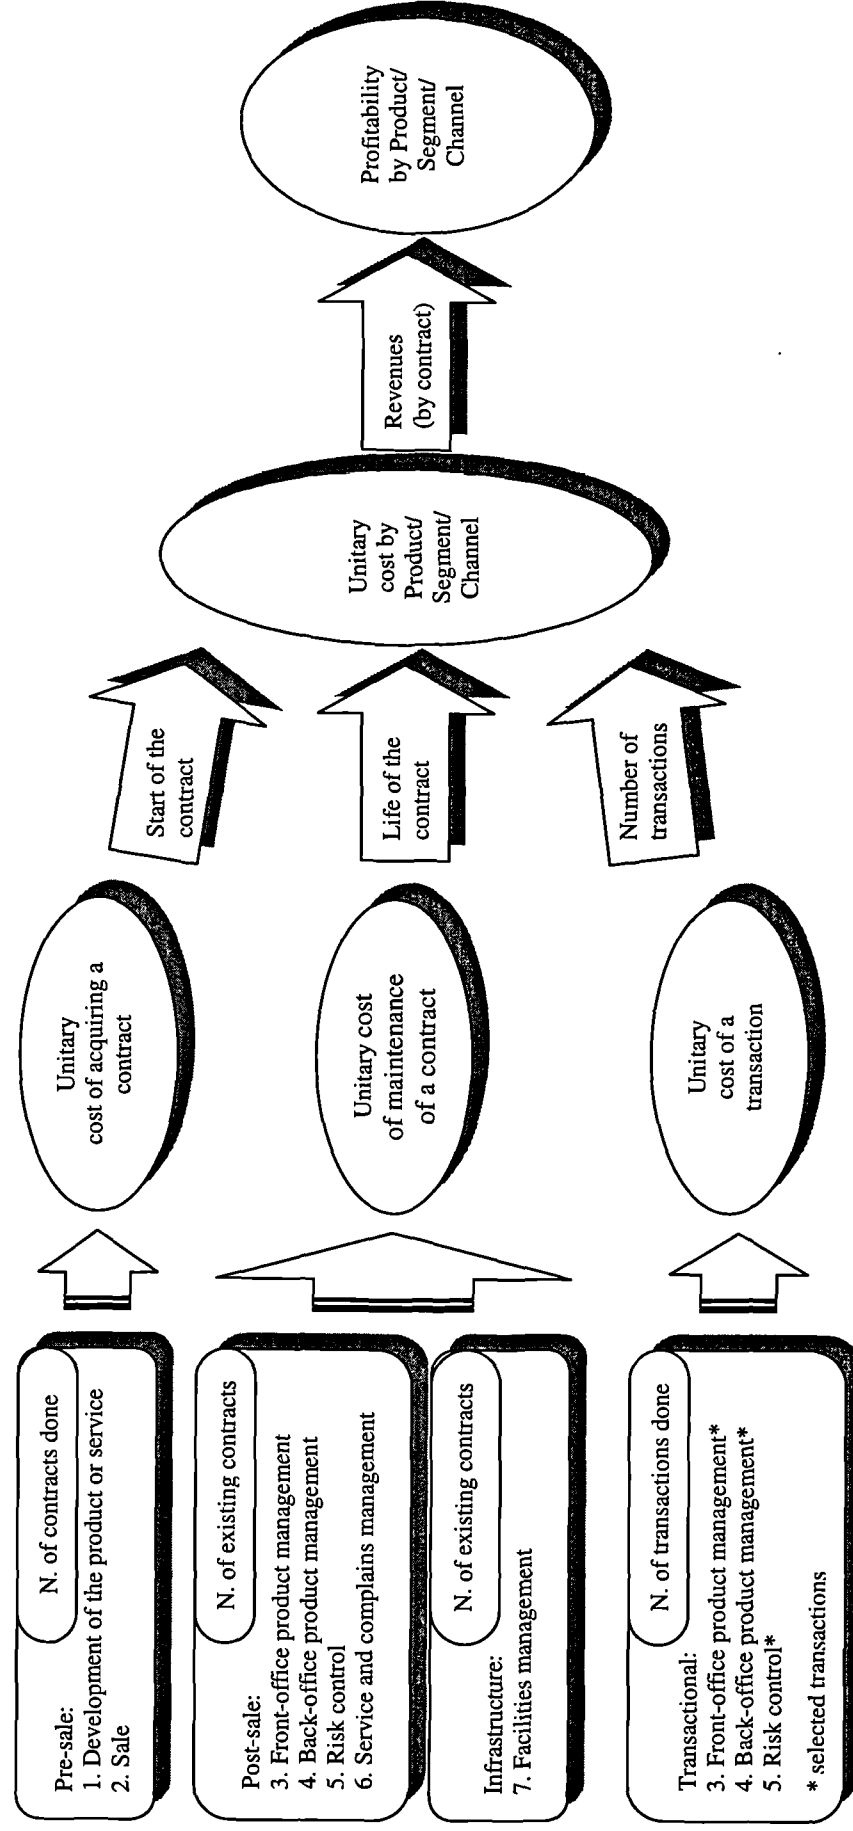 Pre-sale:
N. of contracts done
1. Development of the product or service
2. Sale
Post-sale:
N. of existing contracts
3. Front-office product management
4. Back-office product management
5. Risk control
6. Service and complains management
Infrastructure:
N. of existing contracts
7. Facilities management
Transactional:
N. of transactions done
3. Front-office product management*
4. Back-office product management*
5. Risk control*
* selected transactions
Unitary
cost of acquiring a
contract
Unitary cost
of maintenance
of a contract
Unitary
cost of a
transaction
Start of the
contract
Life of the
contract
Number of
transactions
Unitary
cost by
Product/
Segment/
Channel
Revenues
(by contract)
Profitability
by Product/
Segment/
Channel